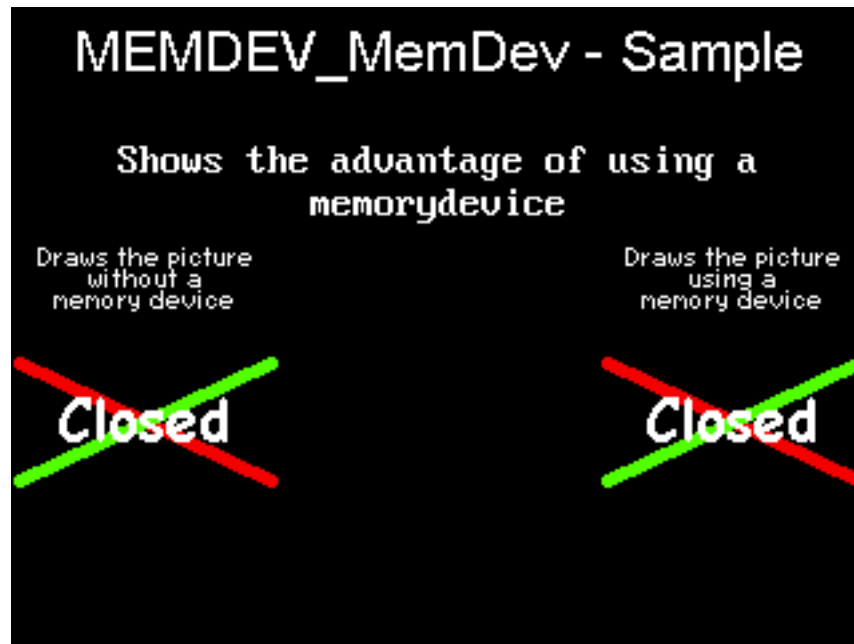 MEMDEV_MemDev - Sample
Shows the advantage of using a
memorydevice
Draws the picture
without a
memory device
Draws the picture
using a
memory device
Closed
Closed